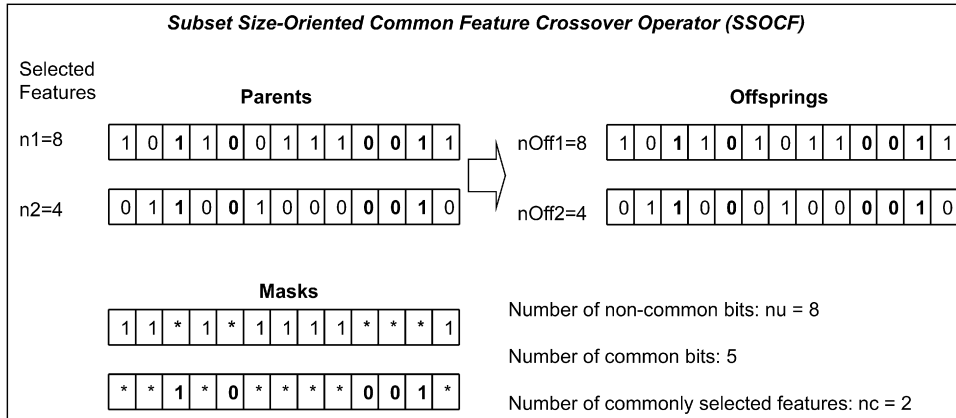 Subset Size-Oriented Common Feature Crossover Operator (SSOCF)
Selected
Features
Parents
Offsprings
n1=8
1 0 1 1 0 0 1 1 1 0 0 1 1
nOff1=8
1 0 1 1 0 1 0 1 1 0 0 1 1
n2=4
0 1 1 0 0 1 0 0 0 0 0 1 0
nOff2=4
0 1 1 0 0 0 1 0 0 0 0 1 0
Masks
1 1 * 1 * 1 1 1 1 * * * 1
* * 1 * 0 * * * * 0 0 1 *
Number of non-common bits: nu = 8
Number of common bits: 5
Number of commonly selected features: nc = 2